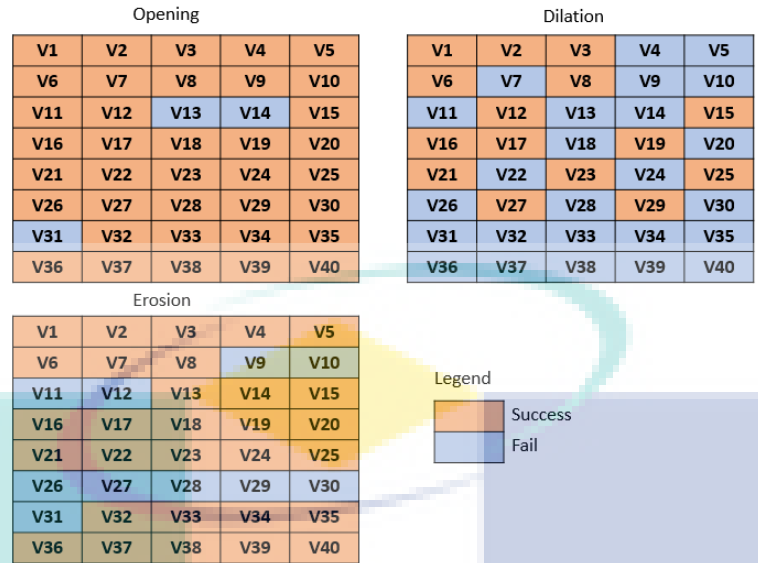 Opening
V1 V2 V3 V4 V5
V6 V7 V8 V9 V10
V11 V12 V13 V14 V15
V16 V17 V18 V19 V20
V21 V22 V23 V24 V25
V26 V27 V28 V29 V30
V31 V32 V33 V34 V35
V36 V37 V38 V39 V40
Dilation
V1 V2 V3 V4 V5
V6 V7 V8 V9 V10
V11 V12 V13 V14 V15
V16 V17 V18 V19 V20
V21 V22 V23 V24 V25
V26 V27 V28 V29 V30
V31 V32 V33 V34 V35
V36 V37 V38 V39 V40
Erosion
V1 V2 V3 V4 V5
V6 V7 V8 V9 V10
V11 V12 V13 V14 V15
V16 V17 V18 V19 V20
V21 V22 V23 V24 V25
V26 V27 V28 V29 V30
V31 V32 V33 V34 V35
V36 V37 V38 V39 V40
Legend
Success
Fail